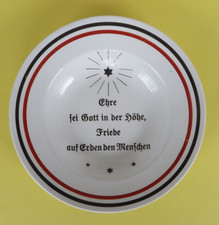 Ehre
sei Gott in der Höhe,
Friede
auf Erden den Menschen